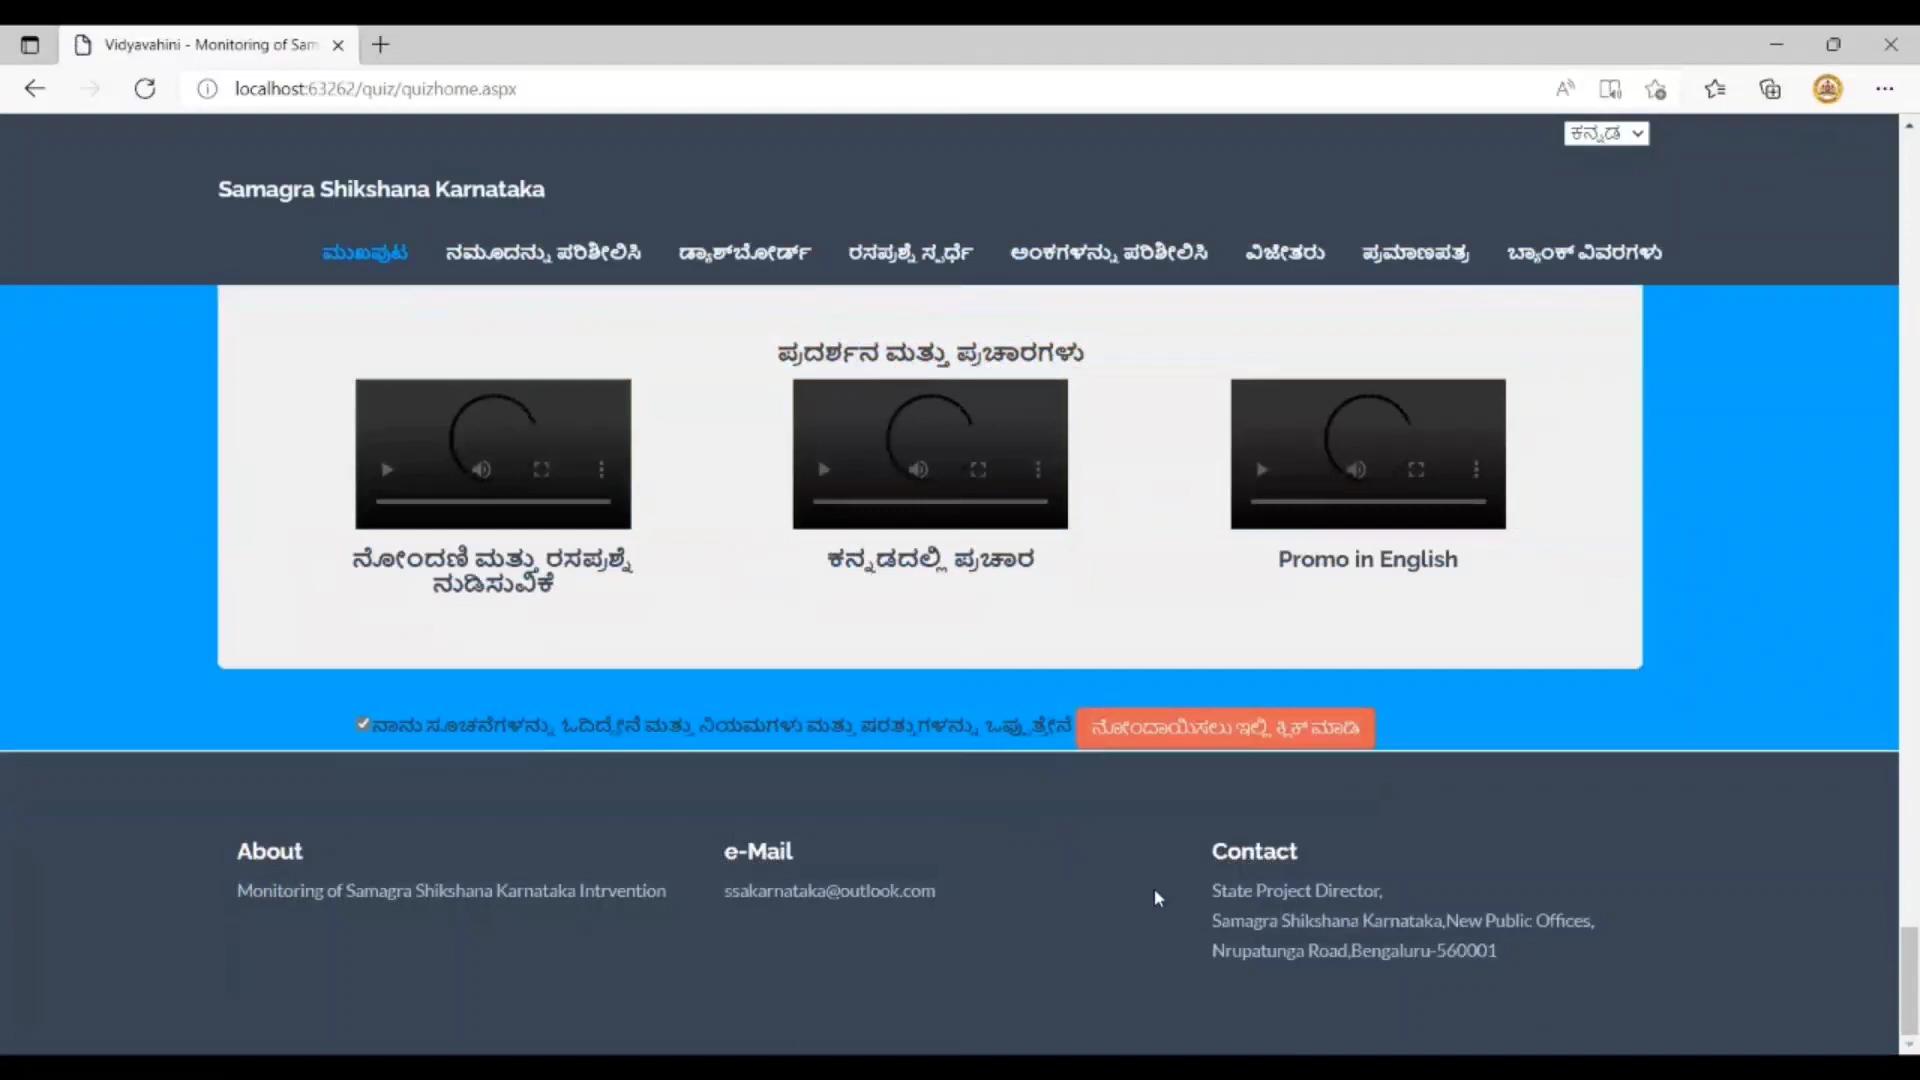 Vidyavahini - Monitoring of Sam
localhost:63262/quiz/quizhome.aspx
ಕನ್ನಡ
Samagra Shikshana Karnataka
ಮುಖಪುಟ ನಮೂದನ್ನು ಪರಿಶೀಲಿಸಿ ಡ್ಯಾಶ್‌ಬೋರ್ಡ್ ರಸಪ್ರಶ್ನೆ ಸ್ಪರ್ಧೆ ಅಂಕಗಳನ್ನು ಪರಿಶೀಲಿಸಿ ವಿಜೇತರು ಪ್ರಮಾಣಪತ್ರ ಬ್ಯಾಂಕ್ ವಿವರಗಳು
ಪ್ರದರ್ಶನ ಮತ್ತು ಪ್ರಚಾರಗಳು
ನೋಂದಣಿ ಮತ್ತು ರಸಪ್ರಶ್ನೆ
ನುಡಿಸುವಿಕೆ
ಕನ್ನಡದಲ್ಲಿ ಪ್ರಚಾರ
Promo in English
ನಾನು ಸೂಚನೆಗಳನ್ನು ಓದಿದ್ದೇನೆ ಮತ್ತು ನಿಯಮಗಳು ಮತ್ತು ಷರತ್ತುಗಳನ್ನು ಒಪ್ಪುತ್ತೇನೆ ನೋಂದಾಯಿಸಲು ಇಲ್ಲಿ ಕ್ಲಿಕ್ ಮಾಡಿ
About
Monitoring of Samagra Shikshana Karnataka Intrvention
e-Mail
ssakarnataka@outlook.com
Contact
State Project Director,
Samagra Shikshana Karnataka,New Public Offices,
Nrupatunga Road,Bengaluru-560001